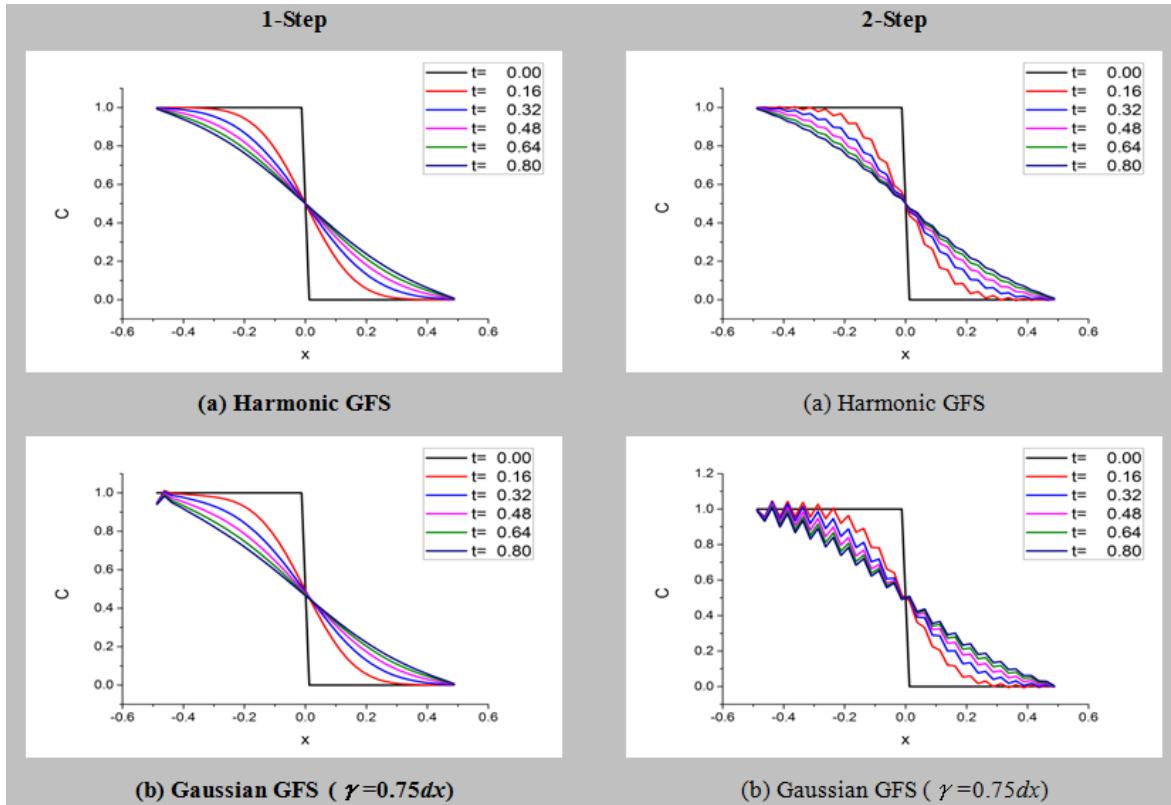 1-Step
2-Step
t= 0.00
t= 0.16
t= 0.32
t= 0.48
t= 0.64
t= 0.80
1.0
0.8
0.6
0.4
0.2
0.0
C
-0.6 -0.4 -0.2 0.0 0.2 0.4 0.6
x
t= 0.00
t= 0.16
t= 0.32
t= 0.48
t= 0.64
t= 0.80
1.0
0.8
0.6
0.4
0.2
0.0
C
-0.6 -0.4 -0.2 0.0 0.2 0.4 0.6
x
(a) Harmonic GFS
(a) Harmonic GFS
t= 0.00
t= 0.16
t= 0.32
t= 0.48
t= 0.64
t= 0.80
1.0
0.8
0.6
0.4
0.2
0.0
C
-0.6 -0.4 -0.2 0.0 0.2 0.4 0.6
x
t= 0.00
t= 0.16
t= 0.32
t= 0.48
t= 0.64
t= 0.80
1.2
1.0
0.8
0.6
0.4
0.2
0.0
C
-0.6 -0.4 -0.2 0.0 0.2 0.4 0.6
x
(b) Gaussian GFS ( γ=0.75dx)
(b) Gaussian GFS ( γ=0.75dx)